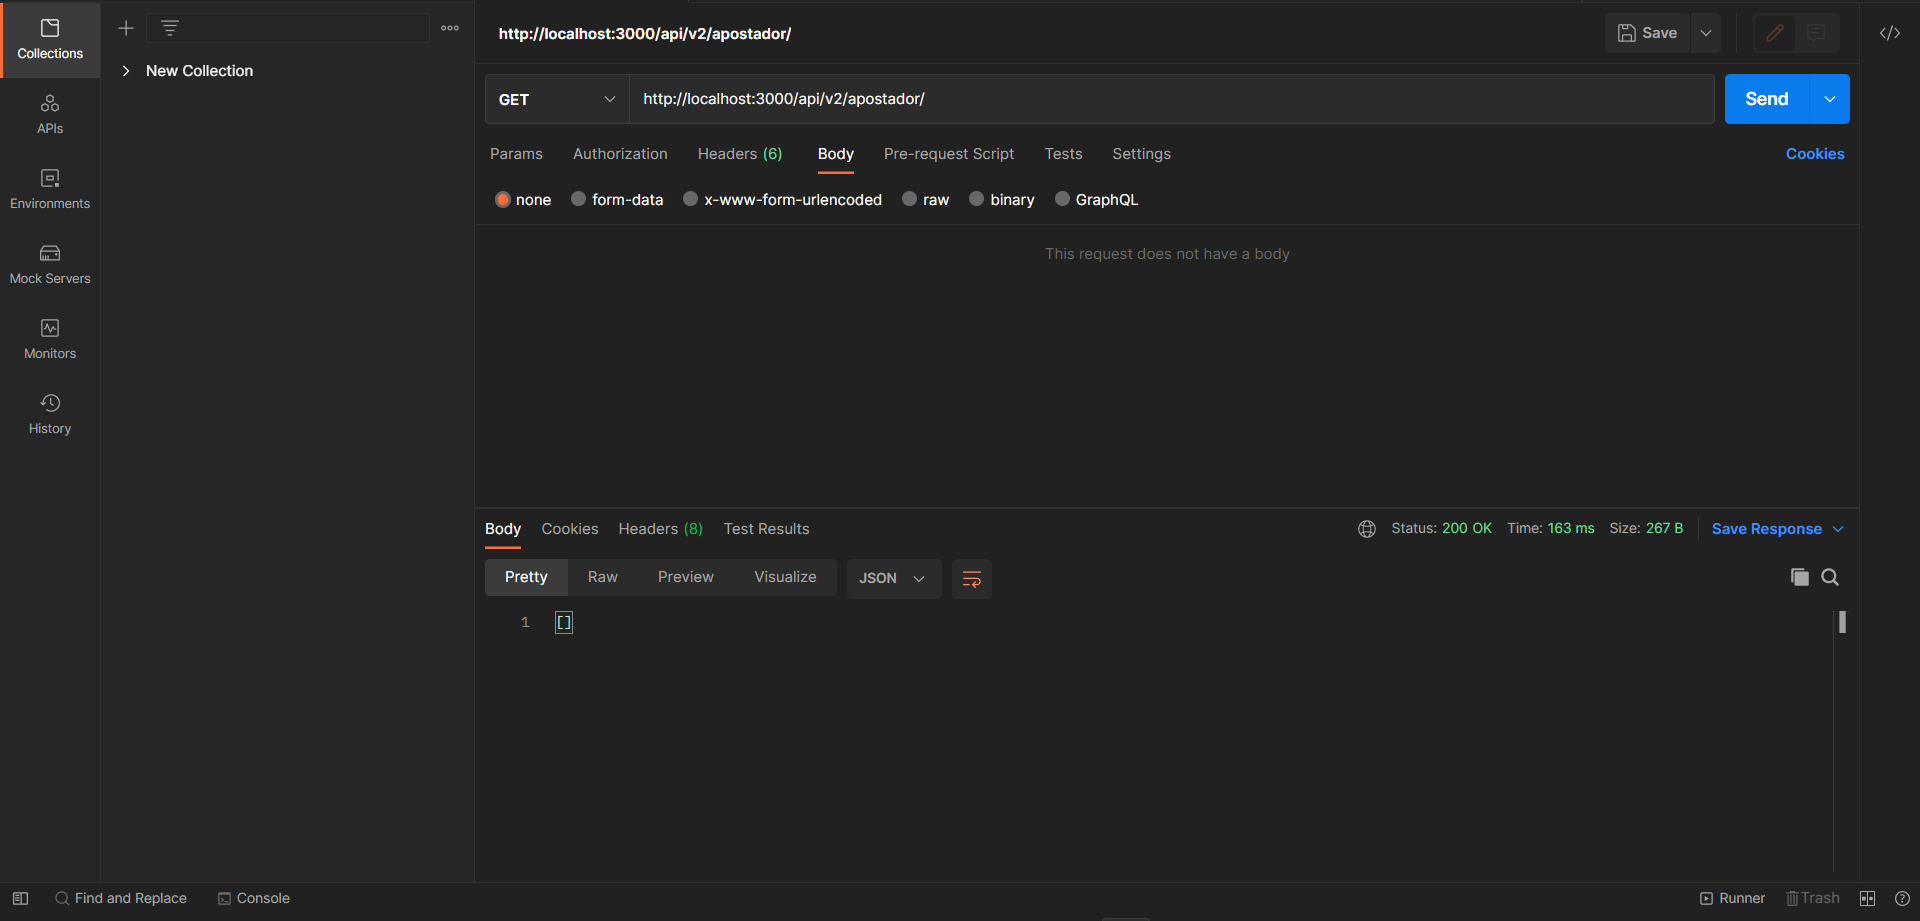 Collections
APIs
Environments
Mock Servers
Monitors
History
New Collection
http://localhost:3000/api/v2/apostador/
Save
GET
http://localhost:3000/api/v2/apostador/
Send
Params Authorization Headers (6) Body Pre-request Script Tests Settings Cookies
none form-data x-www-form-urlencoded raw binary GraphQL
This request does not have a body
Body Cookies Headers (8) Test Results Status: 200 OK Time: 163 ms Size: 267 B Save Response
Pretty Raw Preview Visualize JSON
1 []
Find and Replace Console Runner Trash